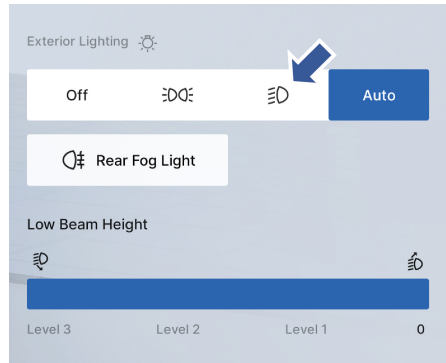 Exterior Lighting
Off Auto
Rear Fog Light
Low Beam Height
Level 3 Level 2 Level 1 0